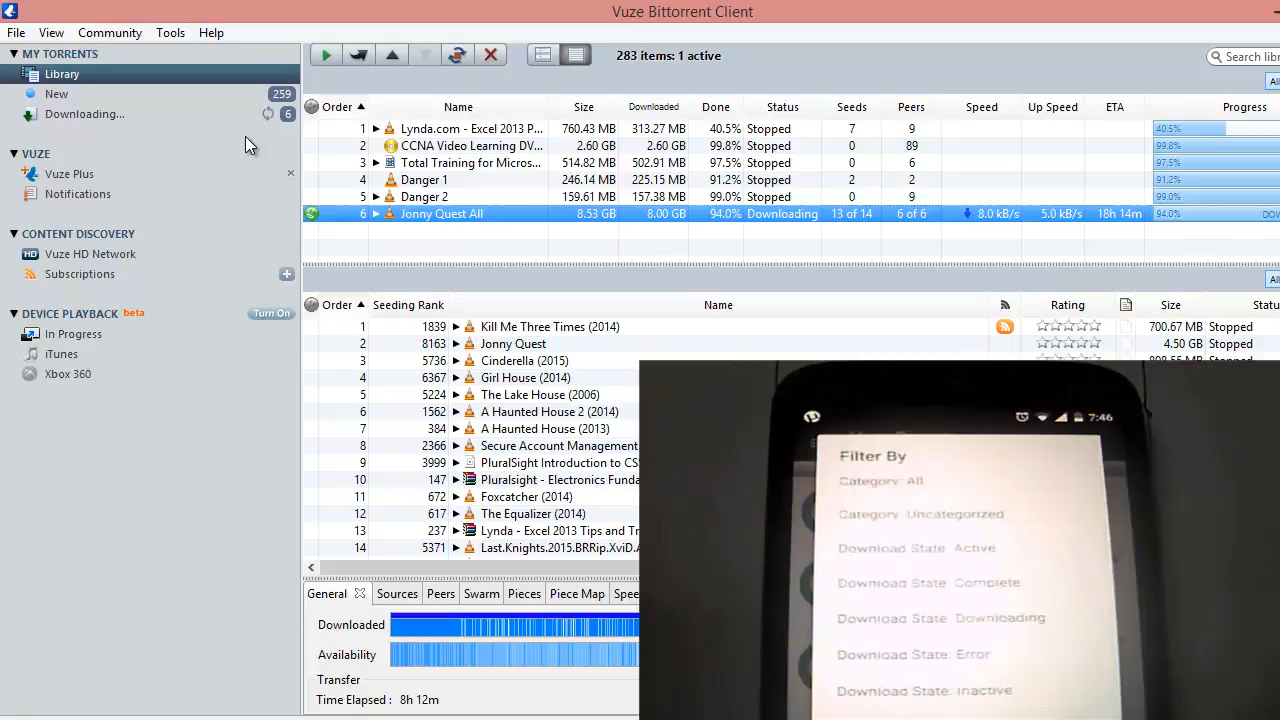 Vuze Bittorrent Client
File View Community Tools Help
MY TORRENTS
Library
New 259
Downloading... 6
VUZE
Vuze Plus
Notifications
CONTENT DISCOVERY
HD Vuze HD Network
Subscriptions
DEVICE PLAYBACK beta Turn On
In Progress
iTunes
Xbox 360
283 items: 1 active
Search libr
All
Order Name Size Downloaded Done Status Seeds Peers Speed Up Speed ETA Progress
1 Lynda.com - Excel 2013 P... 760.43 MB 313.27 MB 40.5% Stopped 7 9 40.5%
2 CCNA Video Learning DV... 2.60 GB 2.60 GB 99.8% Stopped 0 89 99.8%
3 Total Training for Micros... 514.82 MB 502.91 MB 97.5% Stopped 0 6 97.5%
4 Danger 1 246.14 MB 225.15 MB 91.2% Stopped 2 2 91.2%
5 Danger 2 159.61 MB 157.38 MB 99.0% Stopped 0 9 99.0%
6 Jonny Quest All 8.53 GB 8.00 GB 94.0% Downloading 13 of 14 6 of 6 8.0 kB/s 5.0 kB/s 18h 14m 94.0% DO
All
Order Seeding Rank Name Rating Size Statu
1 1839 Kill Me Three Times (2014) 700.67 MB Stopped
2 8163 Jonny Quest 4.50 GB Stopped
3 5736 Cinderella (2015) Stopped
4 6367 Girl House (2014)
5 5224 The Lake House (2006)
6 1562 A Haunted House 2 (2014)
7 384 A Haunted House (2013)
8 2366 Secure Account Management
9 3999 PluralSight Introduction to CS
10 147 Pluralsight - Electronics Funda
11 672 Foxcatcher (2014)
12 617 The Equalizer (2014)
13 237 Lynda - Excel 2013 Tips and Tr
14 5371 Last.Knights.2015.BRRip.XviD.
General Sources Peers Swarm Pieces Piece Map Spee
Downloaded
Availability
Transfer
Time Elapsed : 8h 12m
7:46
Filter By
Category: All
Category: Uncategorized
Download State: Active
Download State: Complete
Download State: Downloading
Download State: Error
Download State: Inactive